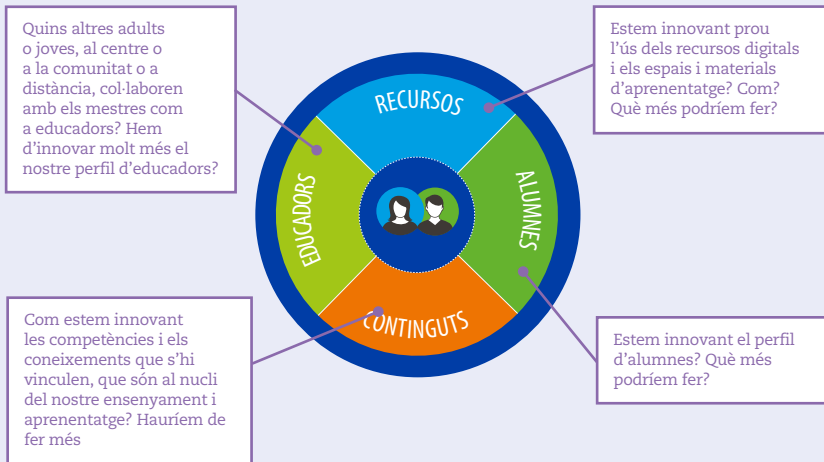 Quins altres adults
o joves, al centre o
a la comunitat o a
distància, col·laboren
amb els mestres com
a educadors? Hem
d’innovar molt més el
nostre perfil d’educadors?
Estem innovant prou
l’ús dels recursos digitals
i els espais i materials
d’aprenentatge? Com?
Què més podríem fer?
RECURSOS
EDUCADORS
ALUMNES
CONTINGUTS
Com estem innovant
les competències i els
coneixements que s’hi
vinculen, que són al nucli
del nostre ensenyament i
aprenentatge? Hauríem de
fer més
Estem innovant el perfil
d’alumnes? Què més
podríem fer?